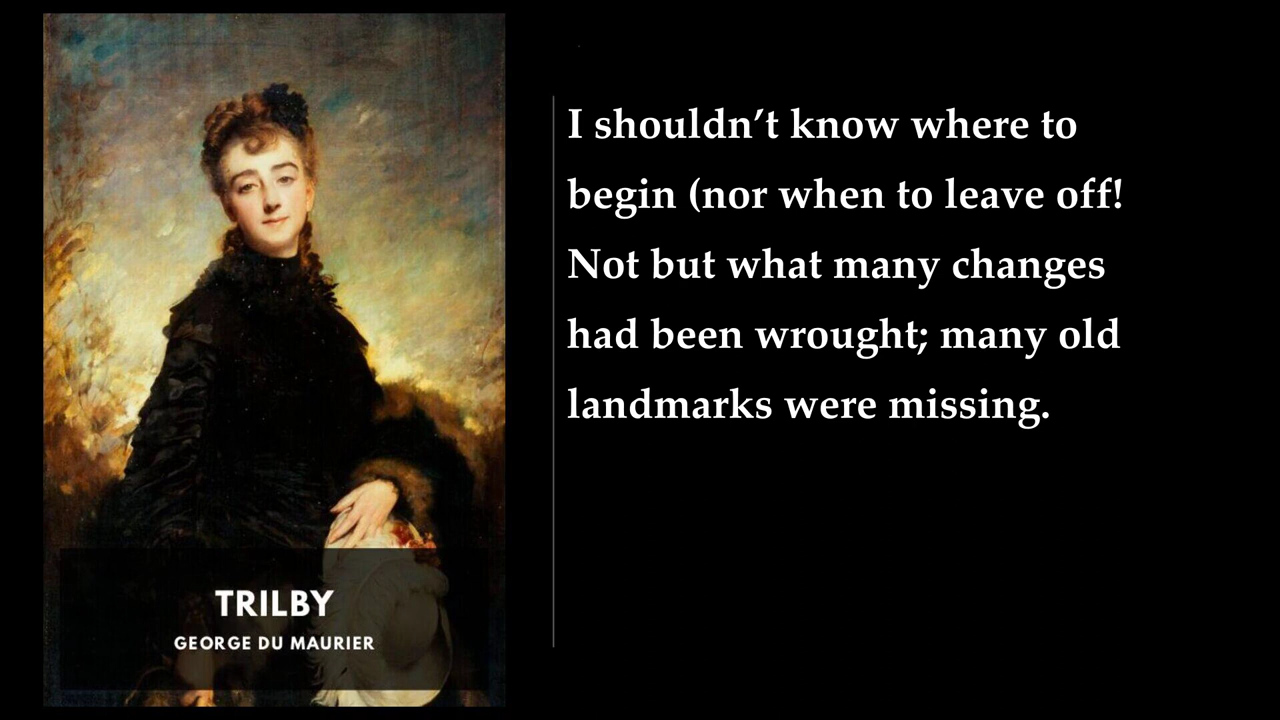 I shouldn’t know where to
begin (nor when to leave off!
Not but what many changes
had been wrought; many old
landmarks were missing.
TRILBY
GEORGE DU MAURIER